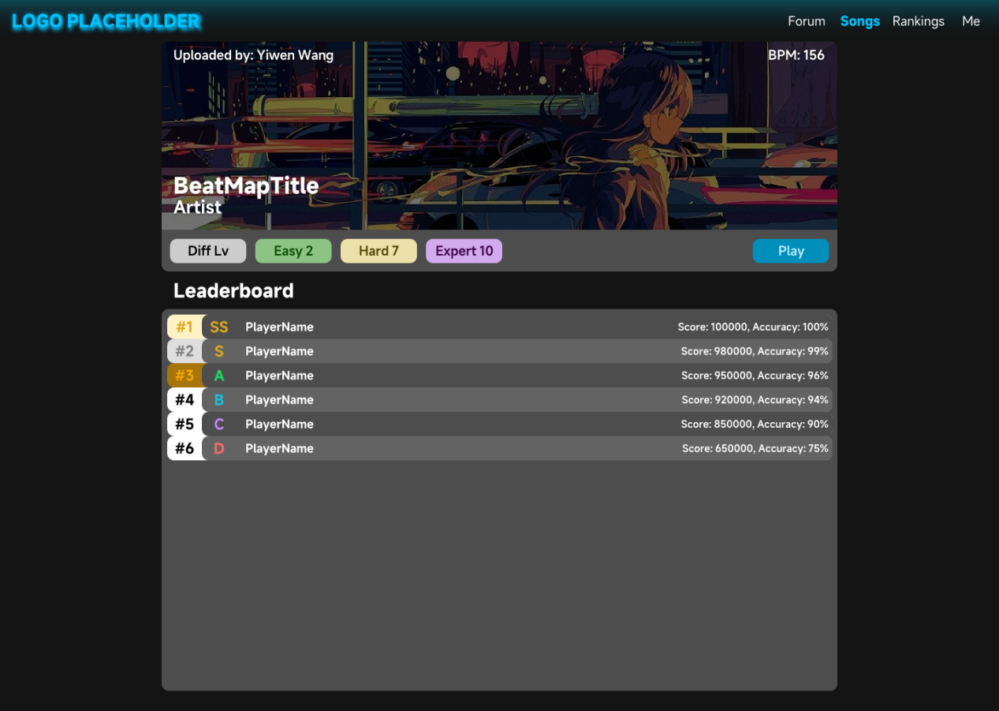 LOGO PLACEHOLDER
Forum Songs Rankings Me
Uploaded by: Yiwen Wang BPM: 156
BeatMapTitle
Artist
Diff Lv Easy 2 Hard 7 Expert 10 Play
Leaderboard
#1 SS PlayerName Score: 100000, Accuracy: 100%
#2 S PlayerName Score: 980000, Accuracy: 99%
#3 A PlayerName Score: 950000, Accuracy: 96%
#4 B PlayerName Score: 920000, Accuracy: 94%
#5 C PlayerName Score: 850000, Accuracy: 90%
#6 D PlayerName Score: 650000, Accuracy: 75%